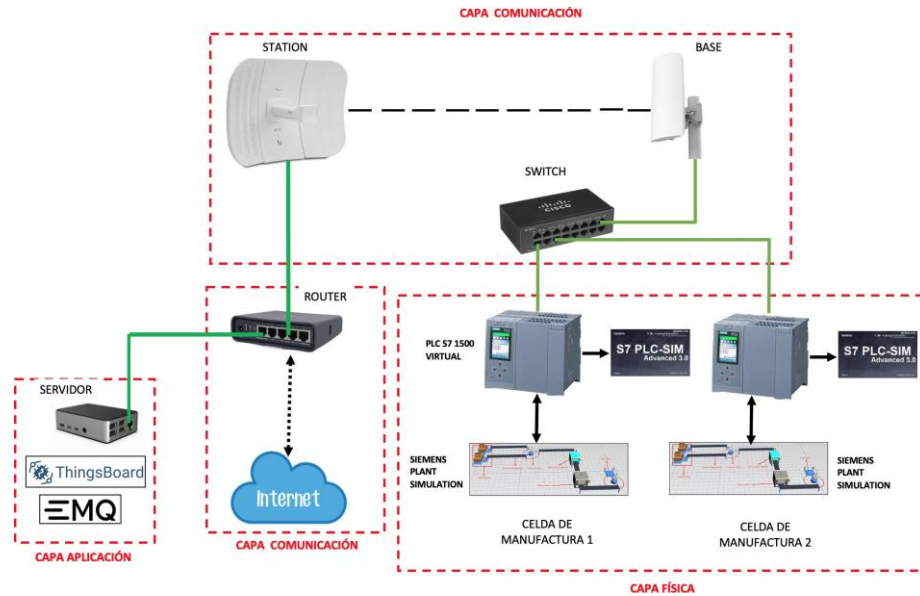 CAPA COMUNICACIÓN
STATION
BASE
SWITCH
CISCO
ROUTER
PLC S7 1500
VIRTUAL
S7 PLC-SIM
Advanced 3.0
S7 PLC-SIM
Advanced 3.0
SERVIDOR
ThingsBoard
EMQ
CAPA APLICACIÓN
Internet
CAPA COMUNICACIÓN
SIEMENS
PLANT
SIMULATION
SIEMENS
PLANT
SIMULATION
CELDA DE
MANUFACTURA 1
CELDA DE
MANUFACTURA 2
CAPA FÍSICA